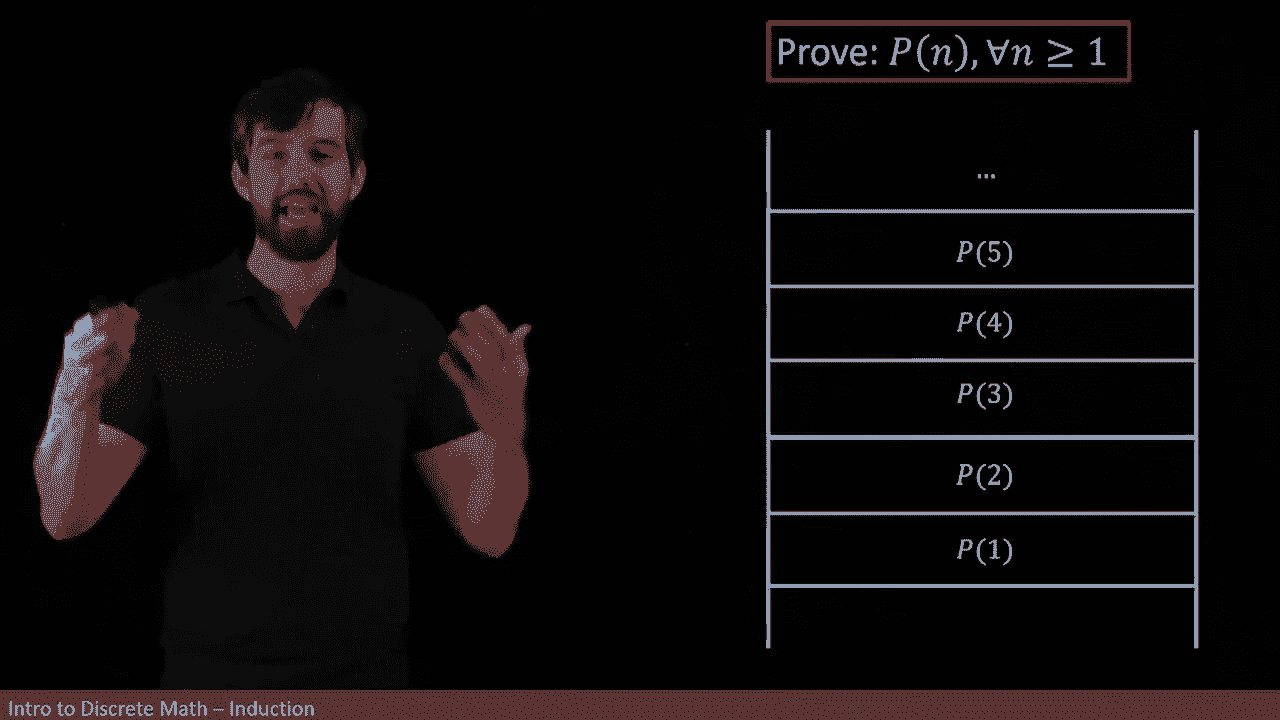 Prove: P(n), ∀n ≥ 1
...
P(5)
P(4)
P(3)
P(2)
P(1)
Intro to Discrete Math – Induction